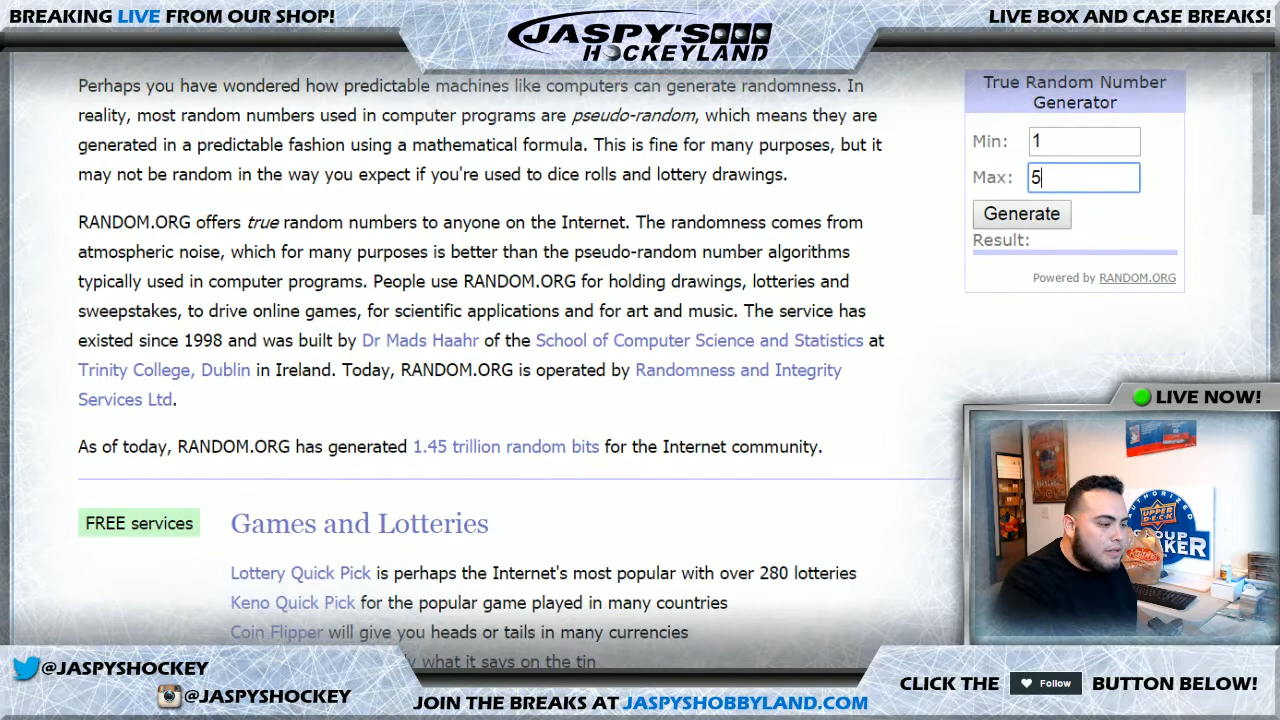 BREAKING LIVE FROM OUR SHOP!
JASPY'S
HOCKEYLAND
LIVE BOX AND CASE BREAKS!
Perhaps you have wondered how predictable machines like computers can generate randomness. In
reality, most random numbers used in computer programs are pseudo-random, which means they are
generated in a predictable fashion using a mathematical formula. This is fine for many purposes, but it
may not be random in the way you expect if you're used to dice rolls and lottery drawings.
RANDOM.ORG offers true random numbers to anyone on the Internet. The randomness comes from
atmospheric noise, which for many purposes is better than the pseudo-random number algorithms
typically used in computer programs. People use RANDOM.ORG for holding drawings, lotteries and
sweepstakes, to drive online games, for scientific applications and for art and music. The service has
existed since 1998 and was built by Dr Mads Haahr of the School of Computer Science and Statistics at
Trinity College, Dublin in Ireland. Today, RANDOM.ORG is operated by Randomness and Integrity
Services Ltd.
As of today, RANDOM.ORG has generated 1.45 trillion random bits for the Internet community.
FREE services
Games and Lotteries
Lottery Quick Pick is perhaps the Internet's most popular with over 280 lotteries
Keno Quick Pick for the popular game played in many countries
Coin Flipper will give you heads or tails in many currencies
what it says on the tin
True Random Number
Generator
Min: 1
Max: 5
Generate
Result:
Powered by RANDOM.ORG
LIVE NOW!
AUTHORIZED
UPPER DECK
GROUP
@JASPYSHOCKEY
@JASPYSHOCKEY
JOIN THE BREAKS AT JASPYSHOBBYLAND.COM
CLICK THE Follow BUTTON BELOW!